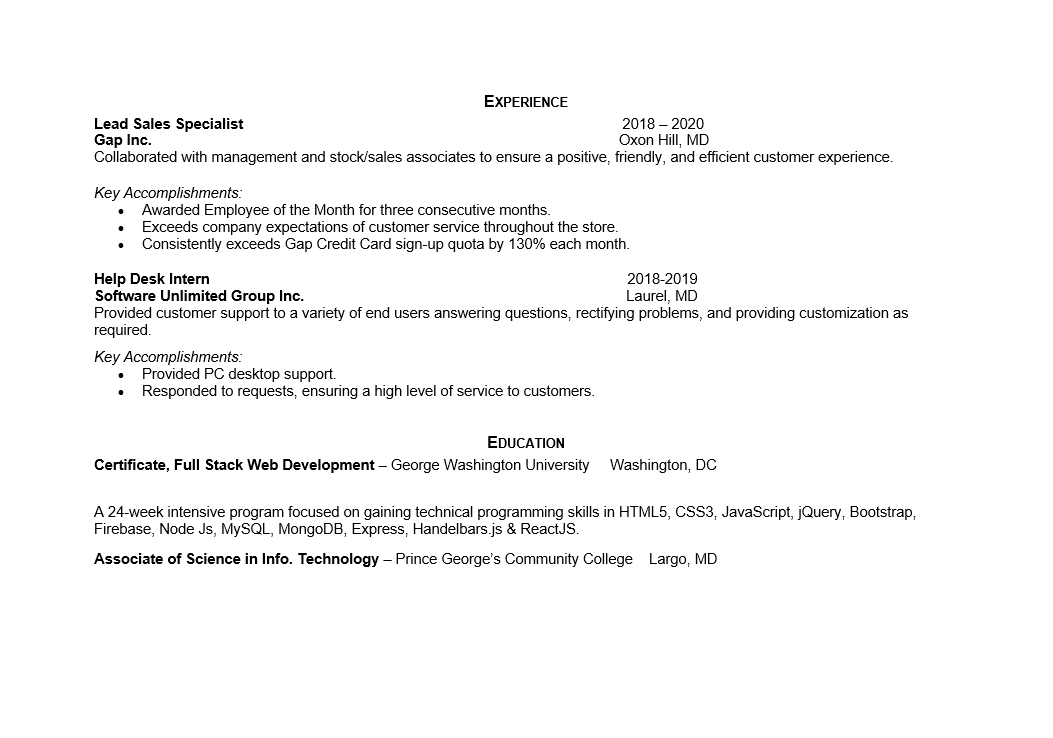 EXPERIENCE
Lead Sales Specialist 2018 – 2020
Gap Inc. Oxon Hill, MD
Collaborated with management and stock/sales associates to ensure a positive, friendly, and efficient customer experience.
Key Accomplishments:
• Awarded Employee of the Month for three consecutive months.
• Exceeds company expectations of customer service throughout the store.
• Consistently exceeds Gap Credit Card sign-up quota by 130% each month.
Help Desk Intern 2018-2019
Software Unlimited Group Inc. Laurel, MD
Provided customer support to a variety of end users answering questions, rectifying problems, and providing customization as
required.
Key Accomplishments:
• Provided PC desktop support.
• Responded to requests, ensuring a high level of service to customers.
EDUCATION
Certificate, Full Stack Web Development – George Washington University Washington, DC
A 24-week intensive program focused on gaining technical programming skills in HTML5, CSS3, JavaScript, jQuery, Bootstrap,
Firebase, Node Js, MySQL, MongoDB, Express, Handelbars.js & ReactJS.
Associate of Science in Info. Technology – Prince George’s Community College Largo, MD